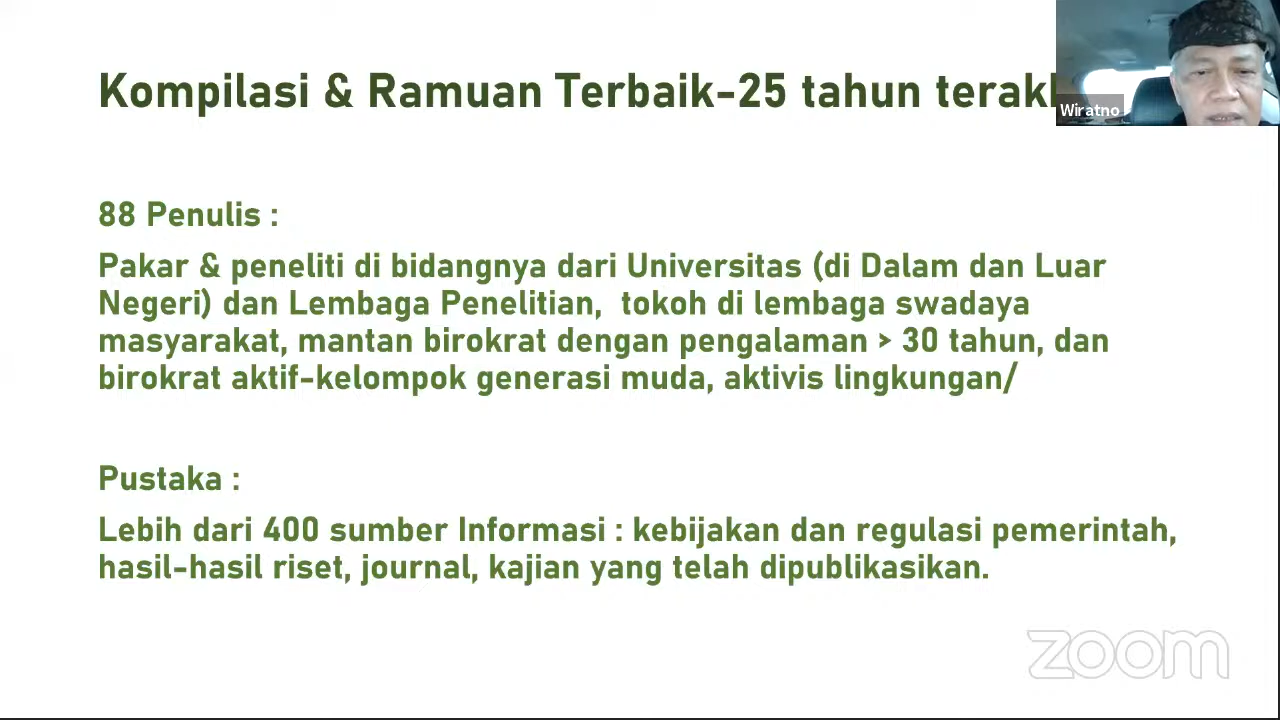 Kompilasi & Ramuan Terbaik-25 tahun
Wiratno
88 Penulis :
Pakar & peneliti di bidangnya dari Universitas (di Dalam dan Luar
Negeri) dan Lembaga Penelitian, tokoh di lembaga swadaya
masyarakat, mantan birokrat dengan pengalaman > 30 tahun, dan
birokrat aktif-kelompok generasi muda, aktivis lingkungan/
Pustaka :
Lebih dari 400 sumber Informasi : kebijakan dan regulasi pemerintah,
hasil-hasil riset, journal, kajian yang telah dipublikasikan.
zoom